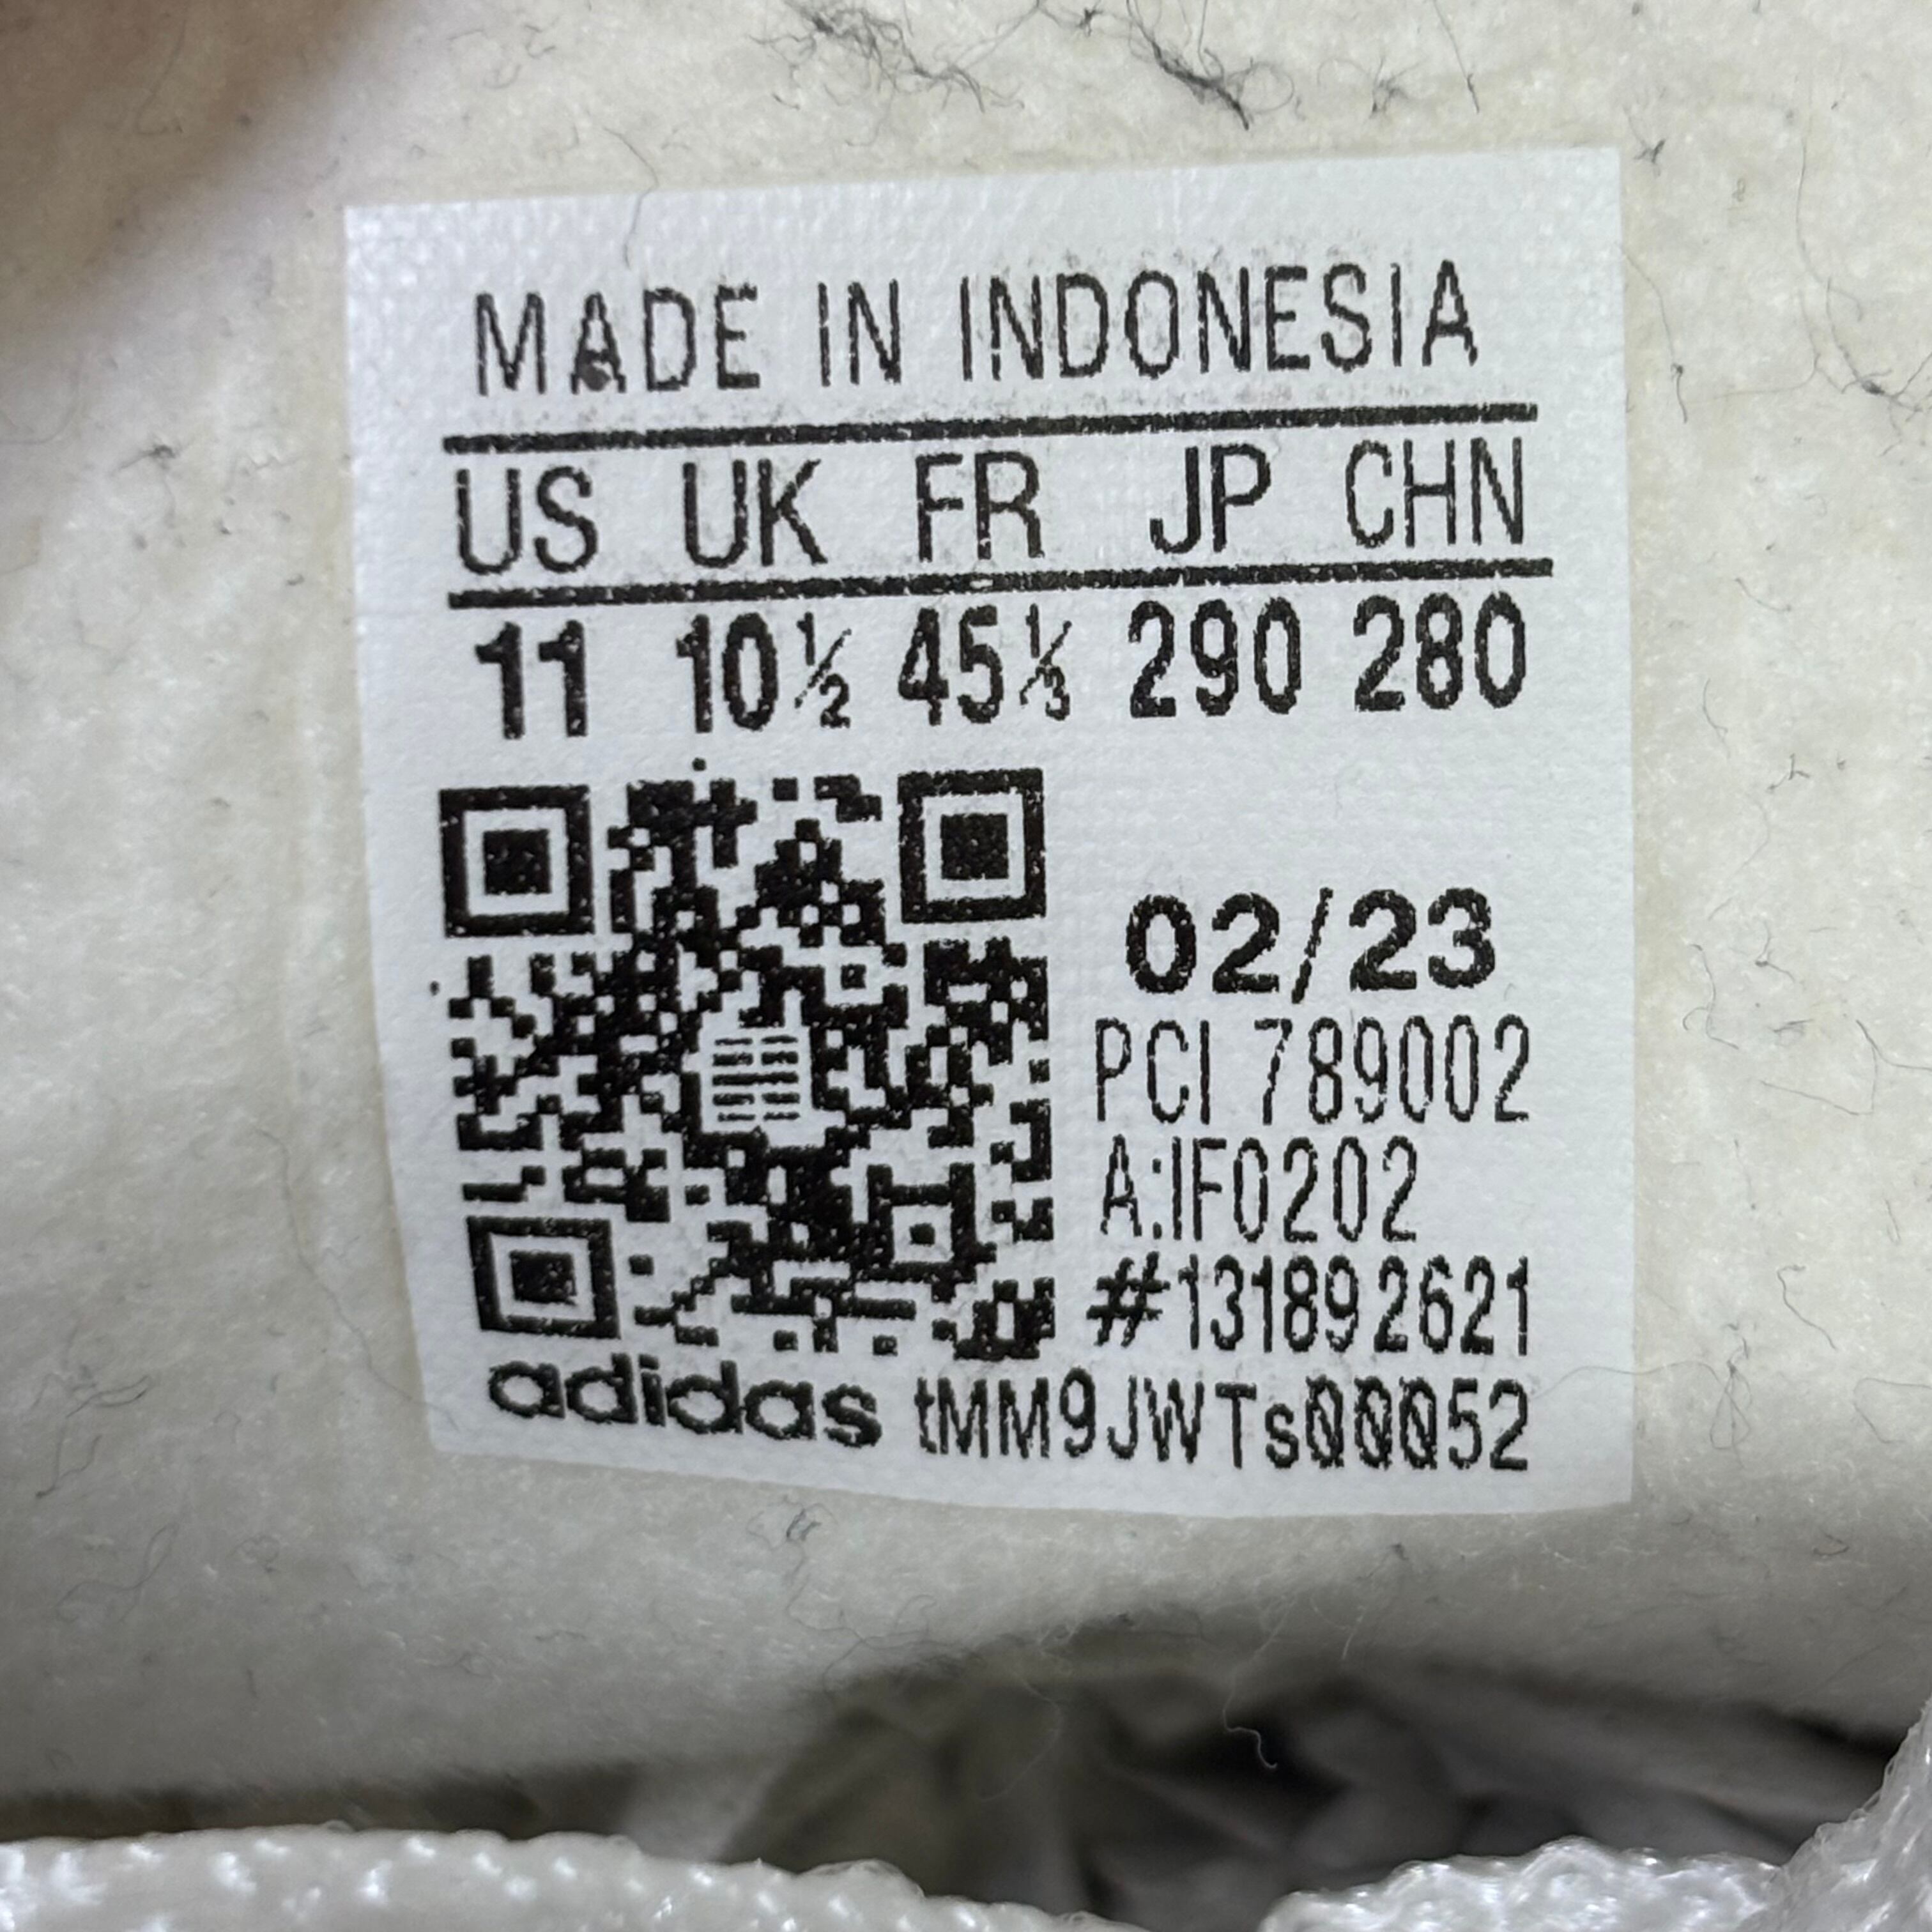 MADE IN INDONESIA
US UK FR JP CHN
11 10½ 45⅓ 290 280
02/23
PCI 789002
A:IF0202
#131892621
adidas tMM9JWTs00052